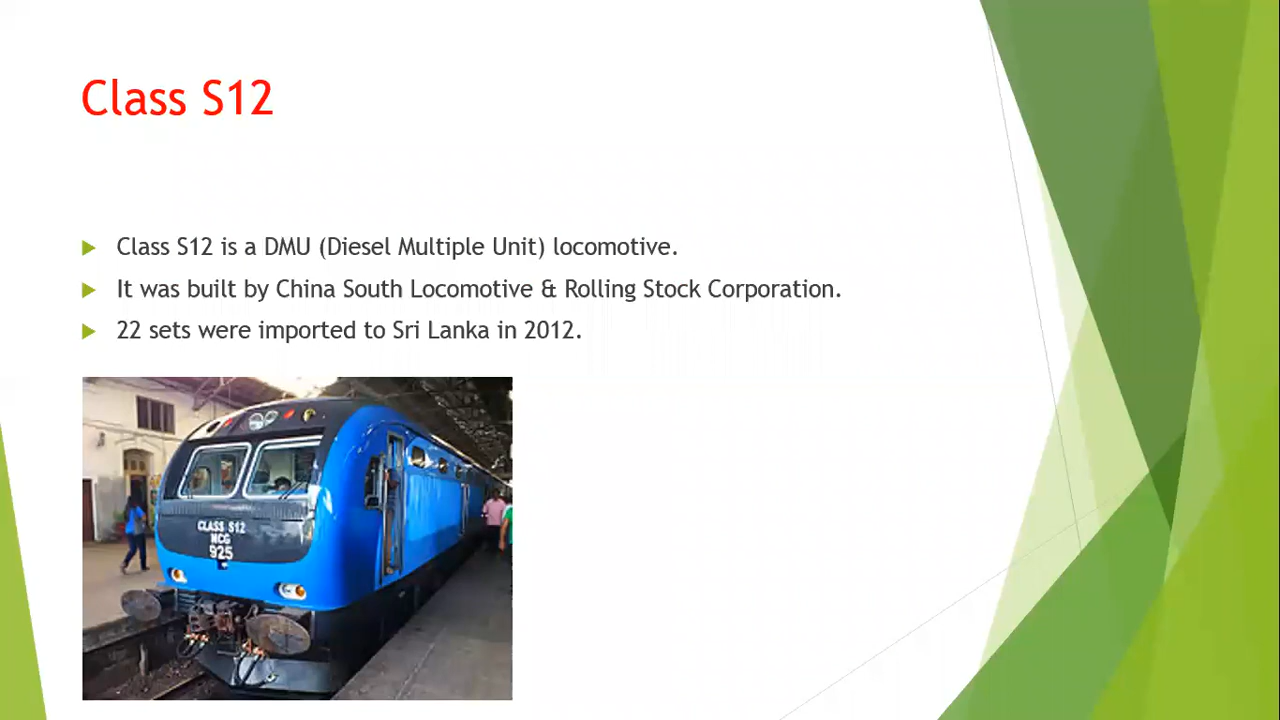 Class S12
Class S12 is a DMU (Diesel Multiple Unit) locomotive.
It was built by China South Locomotive & Rolling Stock Corporation.
22 sets were imported to Sri Lanka in 2012.
CLASS S12
NCG
925